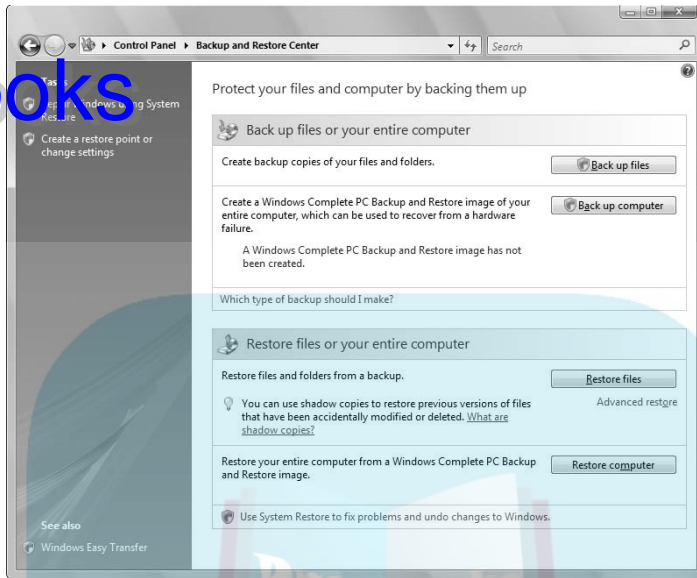 Control Panel Backup and Restore Center Search
ooks
Tasks
Repair Windows using System
Restore
Create a restore point or
change settings
Protect your files and computer by backing them up
Back up files or your entire computer
Create backup copies of your files and folders.
Back up files
Create a Windows Complete PC Backup and Restore image of your
entire computer, which can be used to recover from a hardware
failure.
Back up computer
A Windows Complete PC Backup and Restore image has not
been created.
Which type of backup should I make?
Restore files or your entire computer
Restore files and folders from a backup.
Restore files
You can use shadow copies to restore previous versions of files
that have been accidentally modified or deleted. What are
shadow copies?
Advanced restore
Restore your entire computer from a Windows Complete PC Backup
and Restore image.
Restore computer
Use System Restore to fix problems and undo changes to Windows.
See also
Windows Easy Transfer